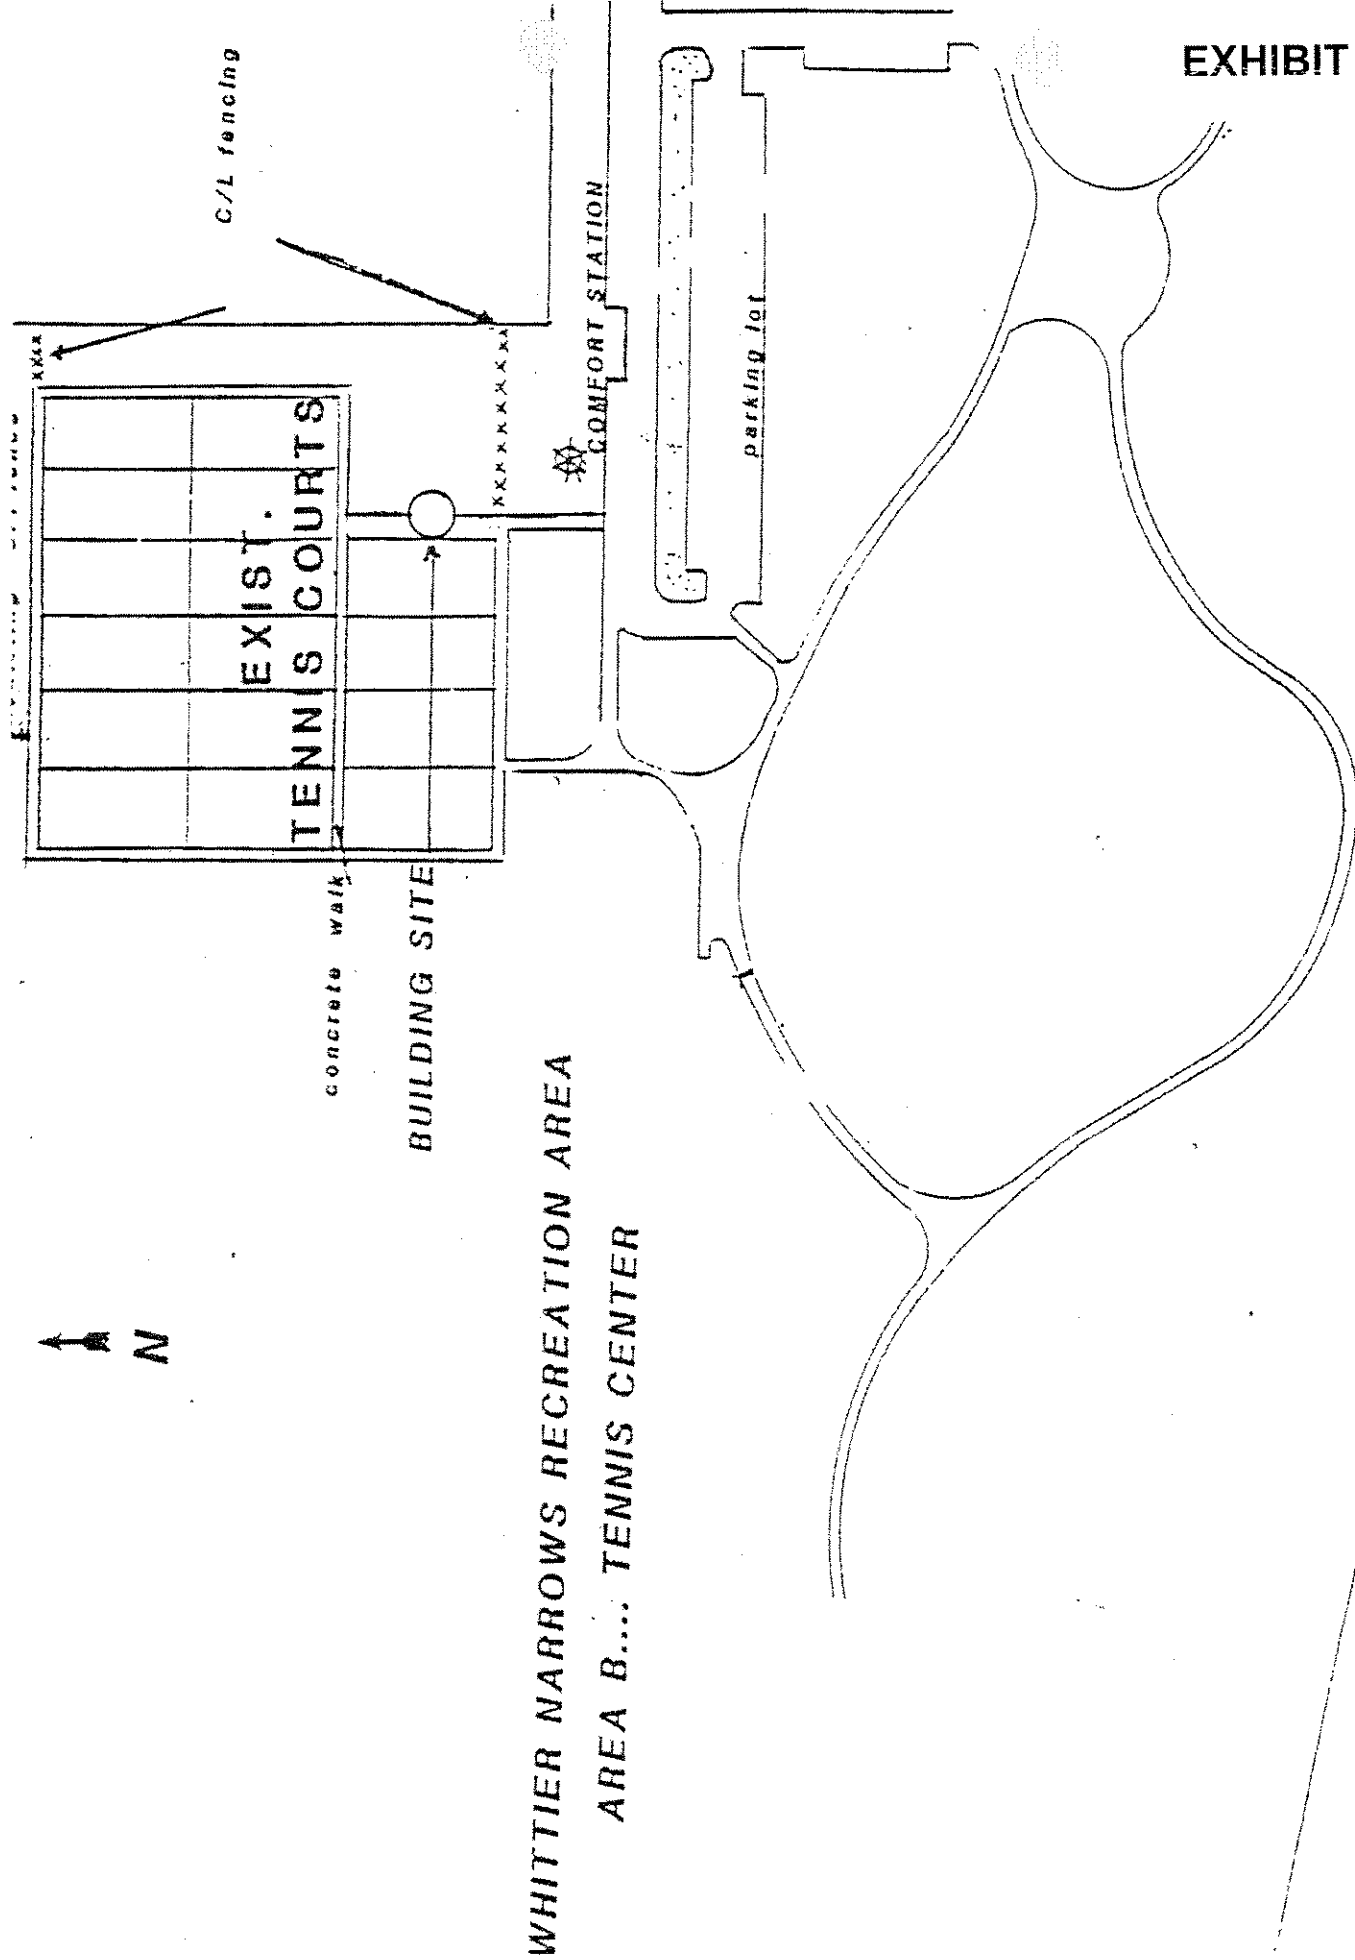 EXHIBIT
C/L fencing
COMFORT STATION
parking lot
EXIST.
TENNIS COURTS
concrete walk
BUILDING SITE
N
WHITTIER NARROWS RECREATION AREA
AREA B.... TENNIS CENTER